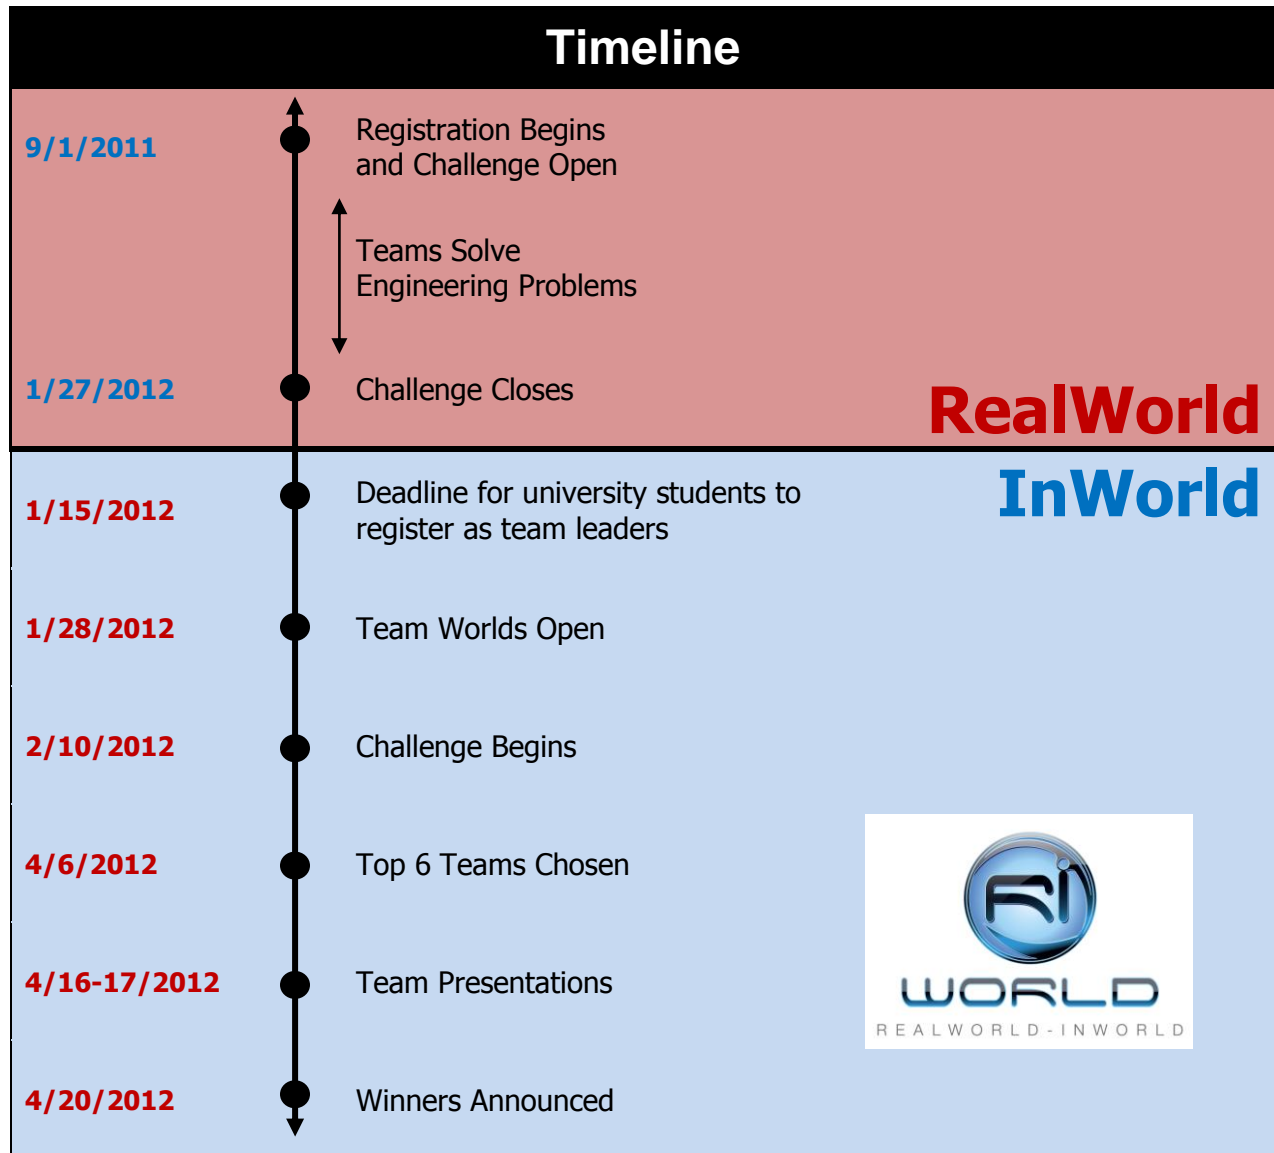 Timeline
9/1/2011
Registration Begins
and Challenge Open
Teams Solve
Engineering Problems
1/27/2012
Challenge Closes
RealWorld
InWorld
1/15/2012
Deadline for university students to
register as team leaders
1/28/2012
Team Worlds Open
2/10/2012
Challenge Begins
4/6/2012
Top 6 Teams Chosen
RI
WORLD
REALWORLD-INWORLD
4/16-17/2012
Team Presentations
4/20/2012
Winners Announced